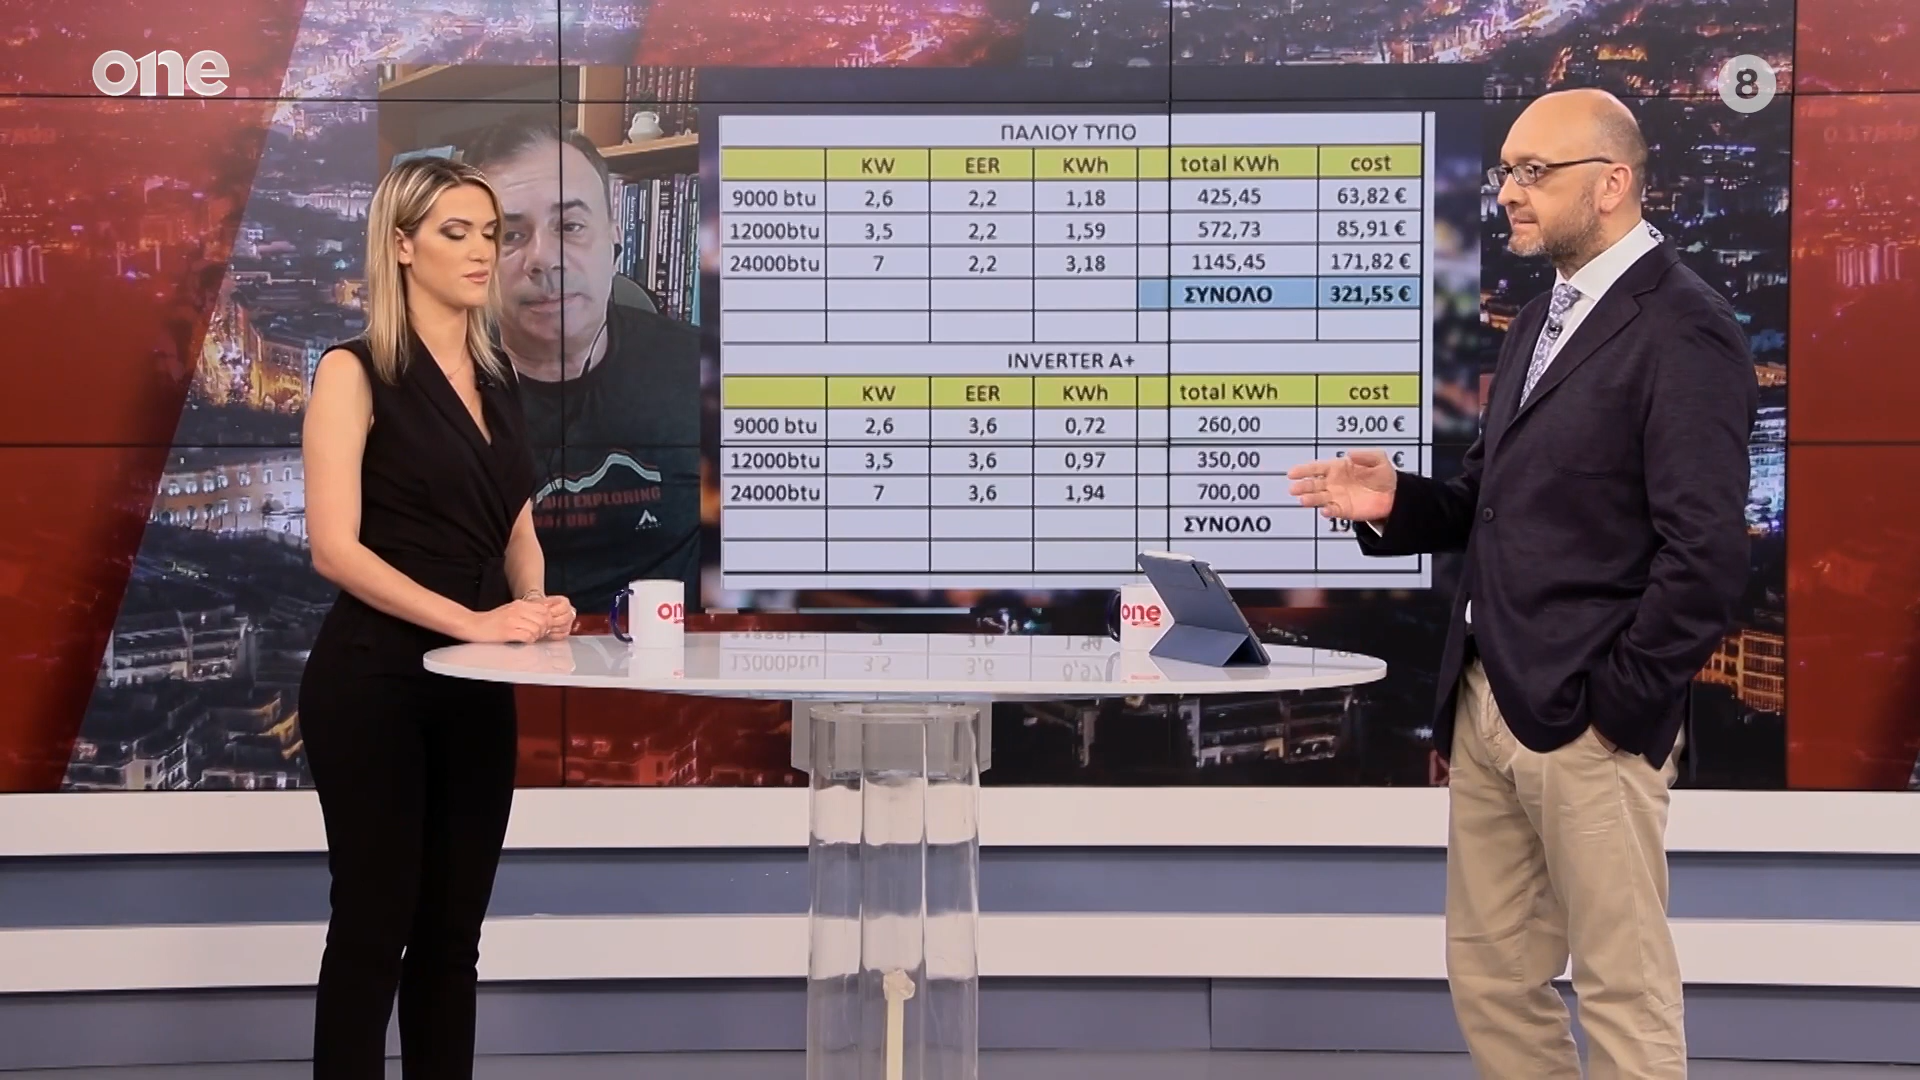 one
8
ΠΑΛΙΟΥ ΤΥΠΟ
KW EER KWh total KWh cost
9000 btu 2,6 2,2 1,18 425,45 63,82 €
12000btu 3,5 2,2 1,59 572,73 85,91 €
24000btu 7 2,2 3,18 1145,45 171,82 €
ΣΥΝΟΛΟ 321,55 €
INVERTER A+
KW EER KWh total KWh cost
9000 btu 2,6 3,6 0,72 260,00 39,00 €
12000btu 3,5 3,6 0,97 350,00 €
24000btu 7 3,6 1,94 700,00
ΣΥΝΟΛΟ
EXPLORING
one
one